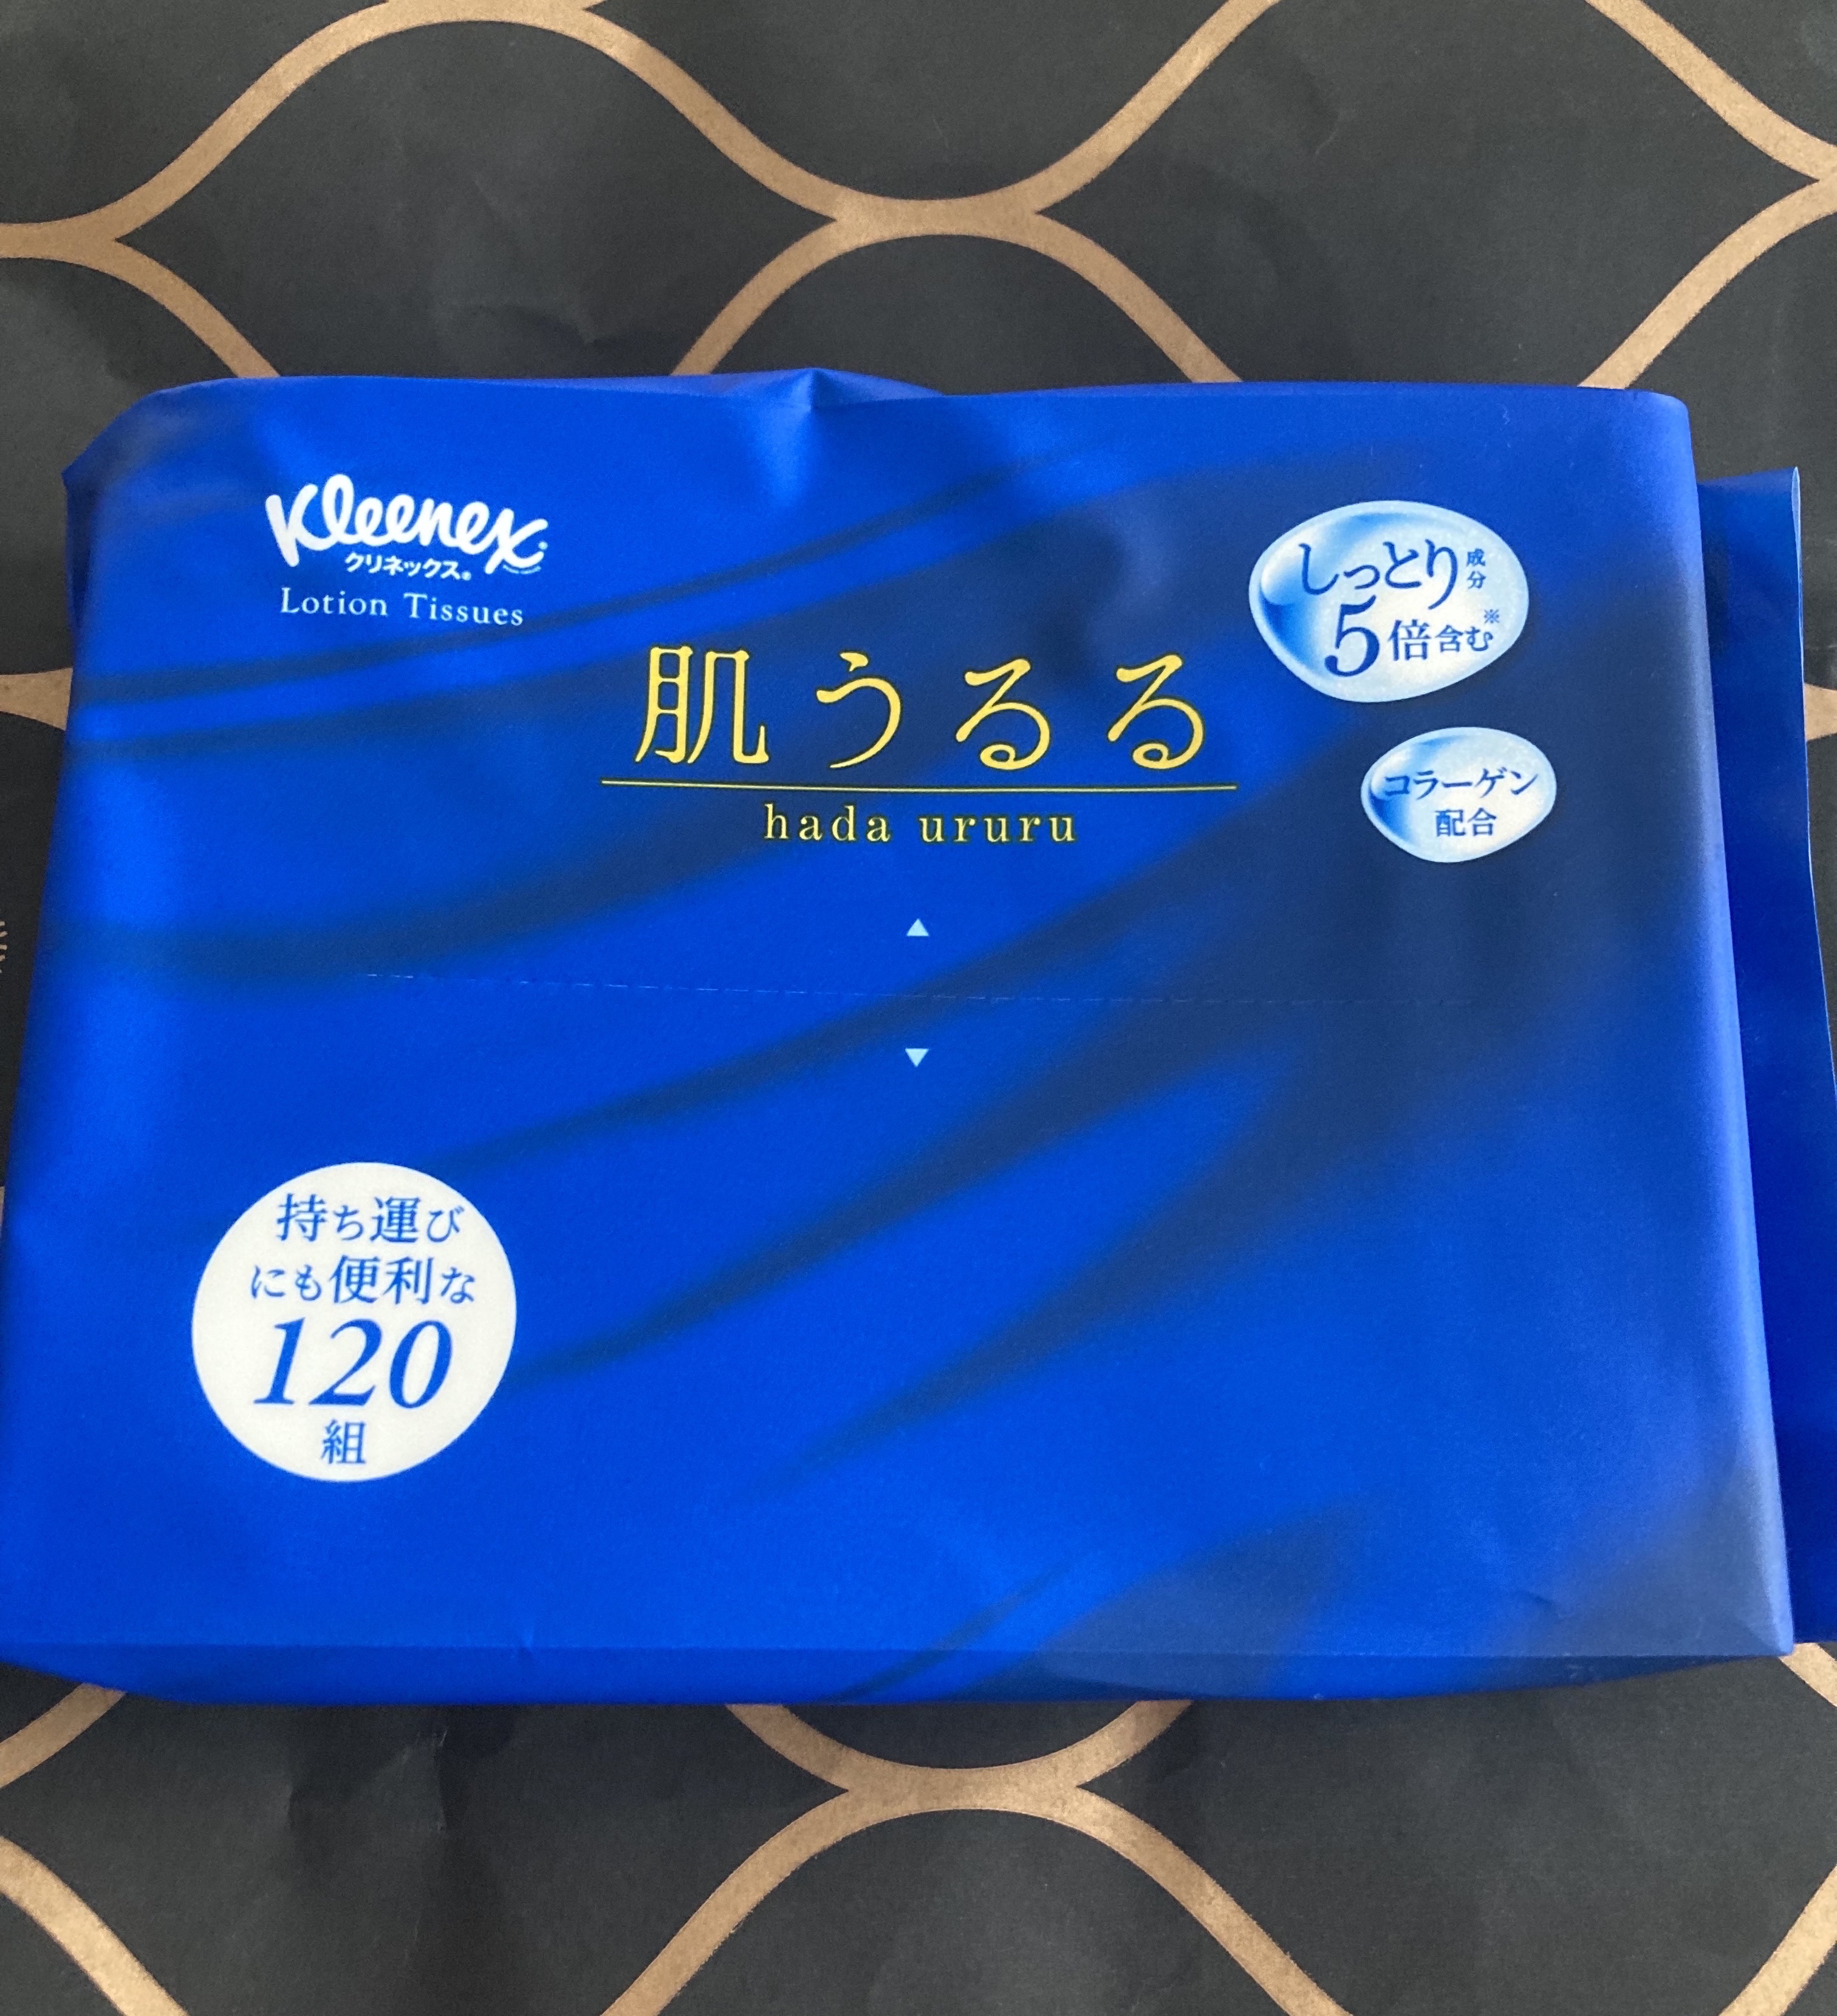 Kleenex®
クリネックス®
Lotion Tissues
しっとり成分
5倍含む※
肌うるる
hada ururu
コラーゲン
配合
▲
▼
持ち運び
にも便利な
120
組